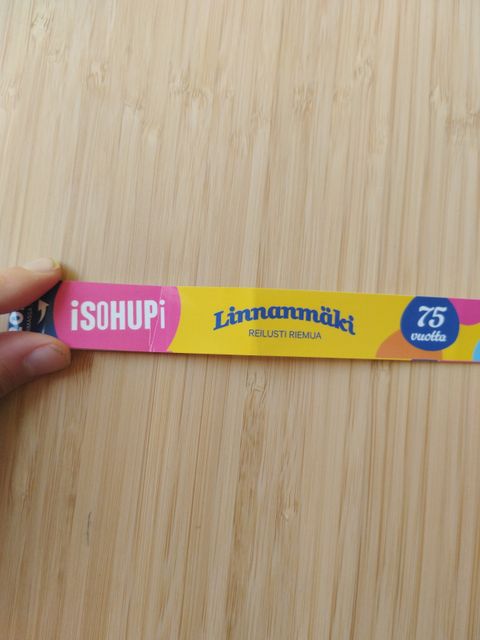 iSOHUPi
Linnanmäki
REILUSTI RIEMUA
75
vuotta